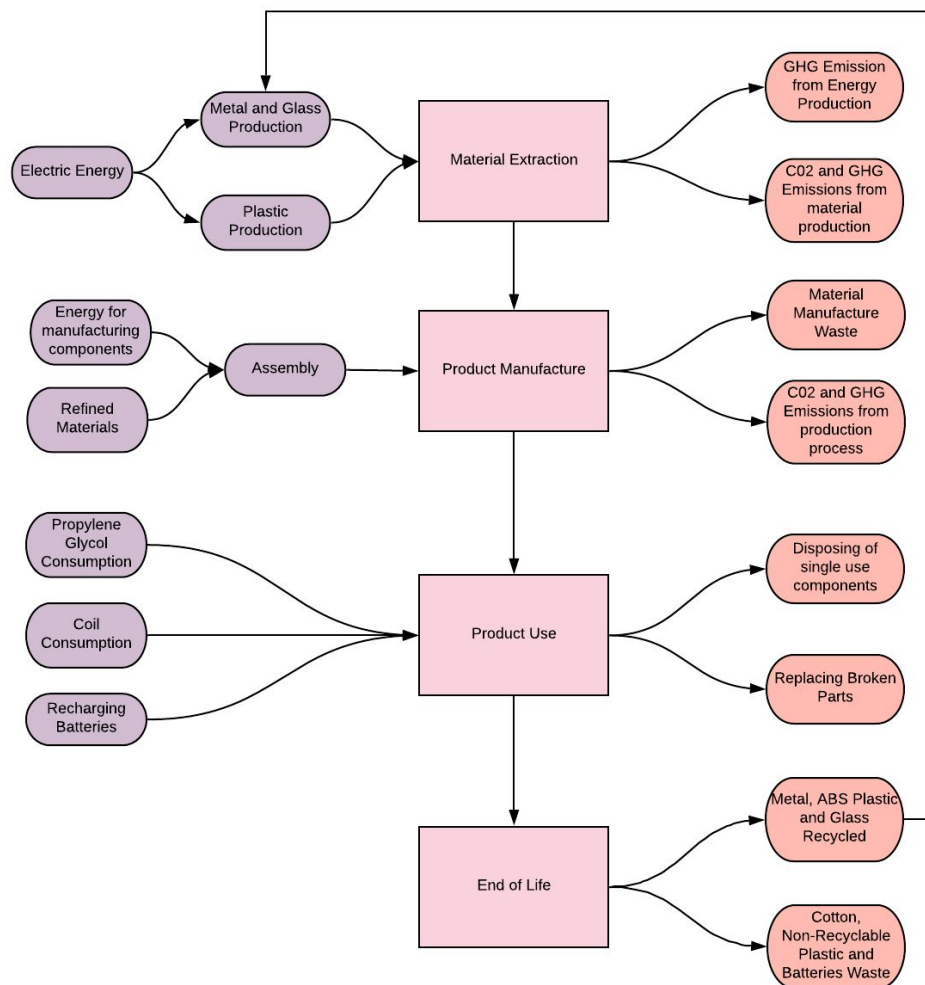 GHG Emission
from Energy
Production
Metal and Glass
Production
Material Extraction
Electric Energy
C02 and GHG
Emissions from
material
production
Plastic
Production
Energy for
manufacturing
components
Material
Manufacture
Waste
Assembly
Product Manufacture
Refined
Materials
C02 and GHG
Emissions from
production
process
Propylene
Glycol
Consumption
Disposing of
single use
components
Coil
Consumption
Product Use
Recharging
Batteries
Replacing Broken
Parts
Metal, ABS Plastic
and Glass
Recycled
End of Life
Cotton,
Non-Recyclable
Plastic and
Batteries Waste